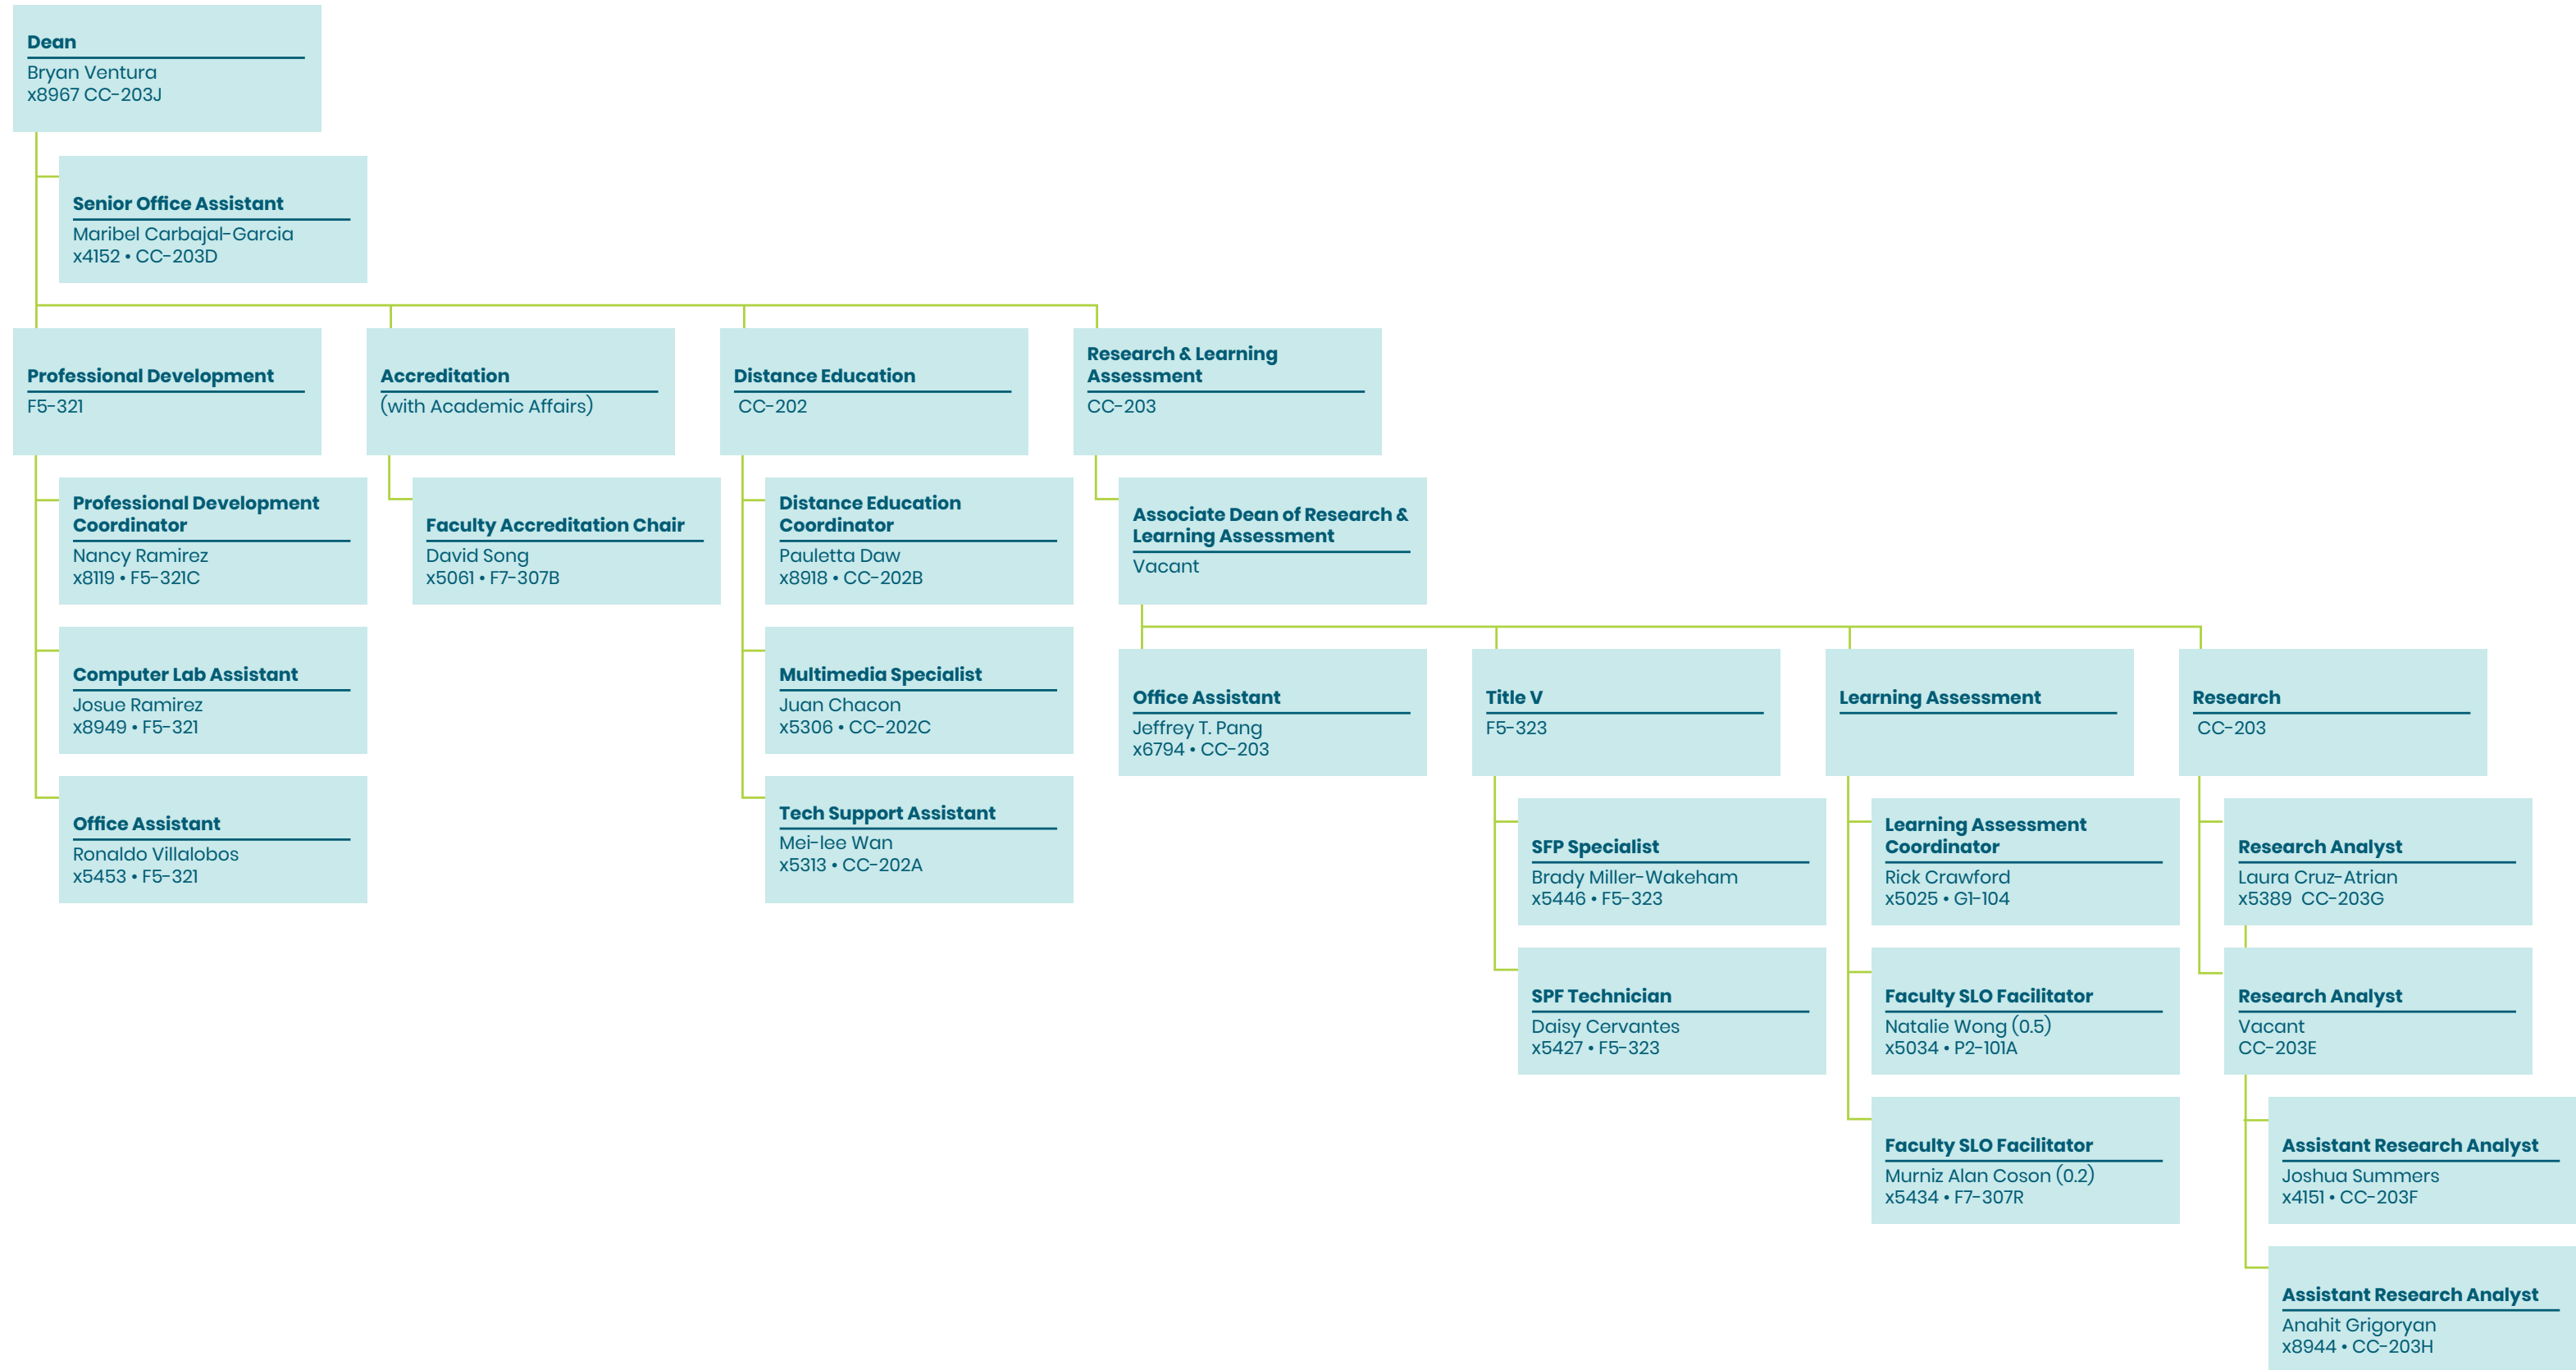 Dean
Bryan Ventura
x8967 CC-203J
Senior Office Assistant
Maribel Carbajal-Garcia
x4152 • CC-203D
Professional Development
F5-321
Accreditation
(with Academic Affairs)
Distance Education
CC-202
Research & Learning
Assessment
CC-203
Professional Development
Coordinator
Nancy Ramirez
x8119 • F5-321C
Computer Lab Assistant
Josue Ramirez
x8949 • F5-321
Office Assistant
Ronaldo Villalobos
x5453 • F5-321
Faculty Accreditation Chair
David Song
x5061 • F7-307B
Distance Education
Coordinator
Pauletta Daw
x8918 • CC-202B
Multimedia Specialist
Juan Chacon
x5306 • CC-202C
Tech Support Assistant
Mei-lee Wan
x5313 • CC-202A
Associate Dean of Research &
Learning Assessment
Vacant
Office Assistant
Jeffrey T. Pang
x6794 • CC-203
Title V
F5-323
SFP Specialist
Brady Miller-Wakeham
x5446 • F5-323
SPF Technician
Daisy Cervantes
x5427 • F5-323
Learning Assessment
Learning Assessment
Coordinator
Rick Crawford
x5025 • G1-104
Faculty SLO Facilitator
Natalie Wong (0.5)
x5034 • P2-101A
Faculty SLO Facilitator
Murniz Alan Coson (0.2)
x5434 • F7-307R
Research
CC-203
Research Analyst
Laura Cruz-Atrian
x5389 CC-203G
Research Analyst
Vacant
CC-203E
Assistant Research Analyst
Joshua Summers
x4151 • CC-203F
Assistant Research Analyst
Anahit Grigoryan
x8944 • CC-203H